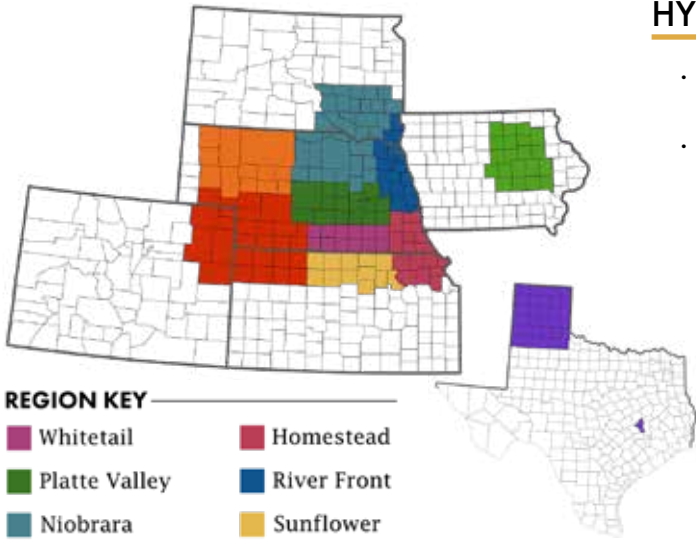 HY
.
.
REGION KEY
Whitetail
Homestead
Platte Valley
River Front
Niobrara
Sunflower